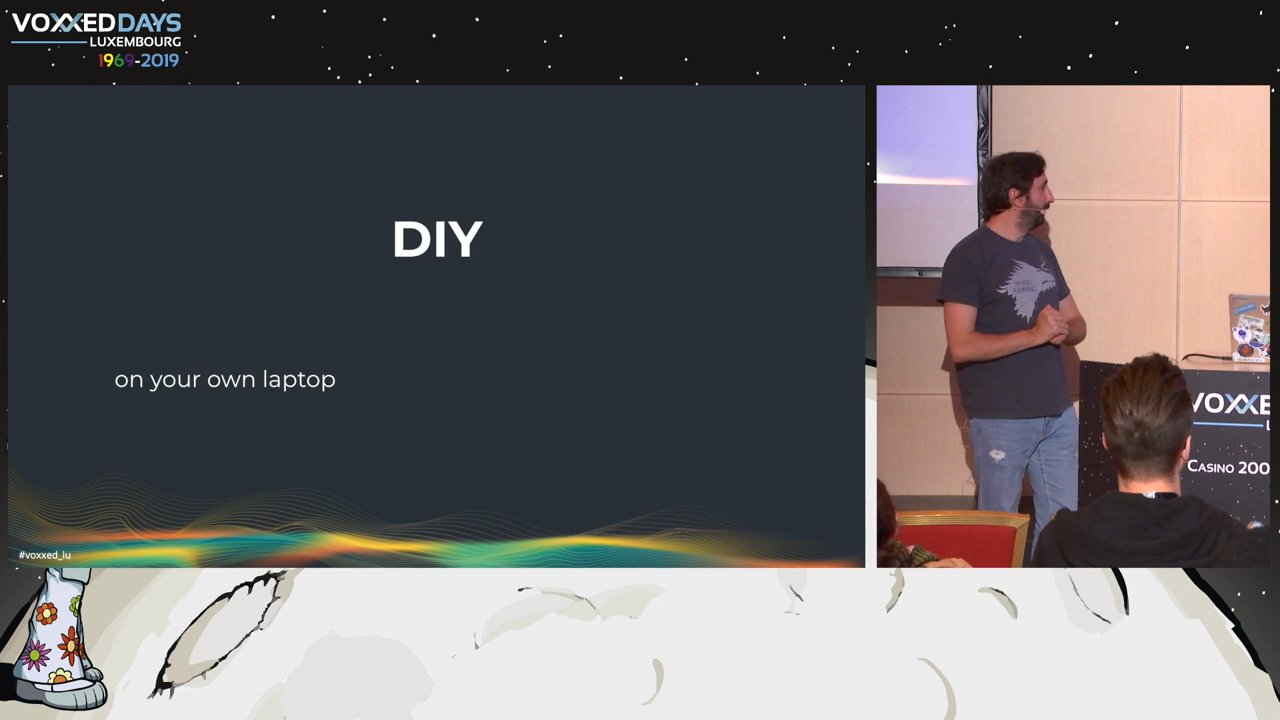 VOXXEDDAYS
LUXEMBOURG
1969-2019
DIY
on your own laptop
#voxxed_lu
VOXXE
L
CASINO 200